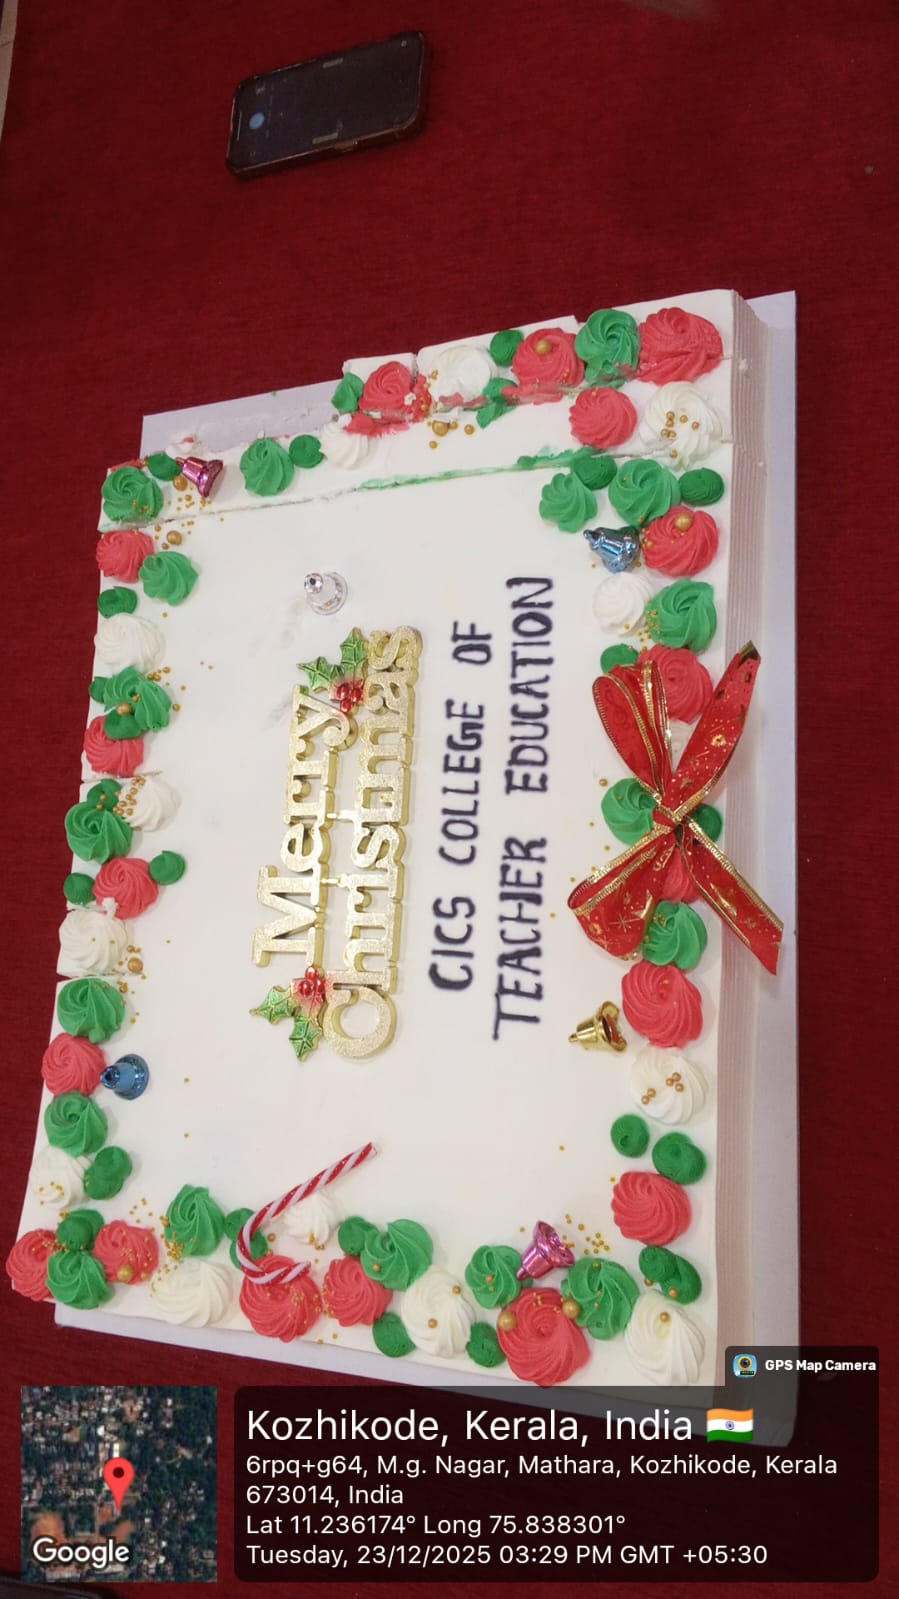 Merry
Christmas
CICS COLLEGE OF
TEACHER EDUCATION
GPS Map Camera
Kozhikode, Kerala, India
6rpq+g64, M.g. Nagar, Mathara, Kozhikode, Kerala
673014, India
Lat 11.236174° Long 75.838301°
Tuesday, 23/12/2025 03:29 PM GMT +05:30
Google